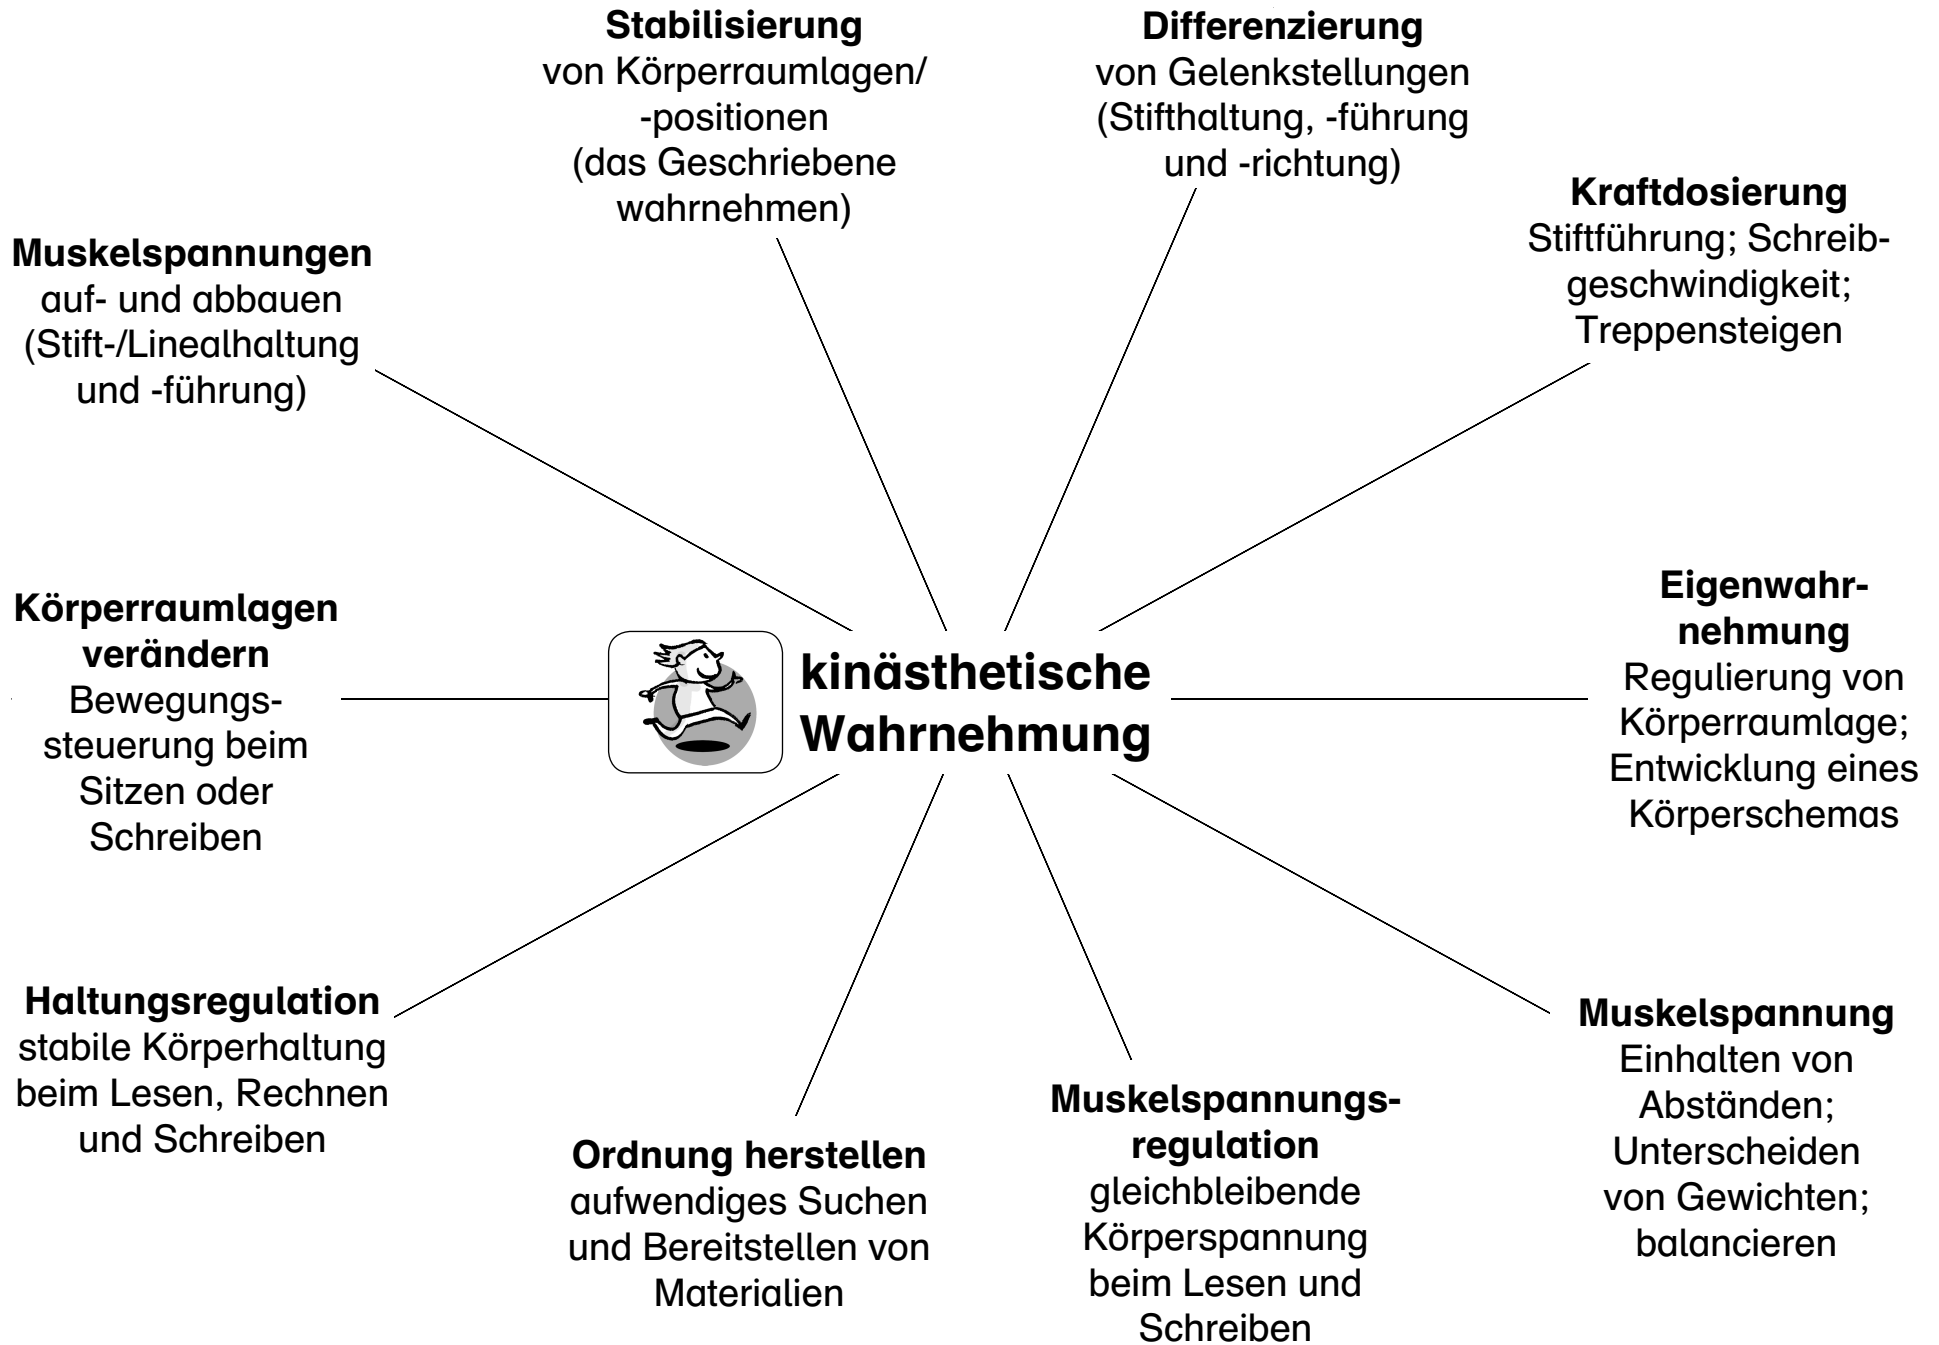 Stabilisierung
von Körperraumlagen/
-positionen
(das Geschriebene
wahrnehmen)
Differenzierung
von Gelenkstellungen
(Stifthaltung, -führung
und -richtung)
Kraftdosierung
Stiftführung; Schreib-
geschwindigkeit;
Treppensteigen
Muskelspannungen
auf- und abbauen
(Stift-/Linealhaltung
und -führung)
Körperraumlagen
verändern
Bewegungs-
steuerung beim
Sitzen oder
Schreiben
kinästhetische
Wahrnehmung
Eigenwahr-
nehmung
Regulierung von
Körperraumlage;
Entwicklung eines
Körperschemas
Haltungsregulation
stabile Körperhaltung
beim Lesen, Rechnen
und Schreiben
Ordnung herstellen
aufwendiges Suchen
und Bereitstellen von
Materialien
Muskelspannungs-
regulation
gleichbleibende
Körperspannung
beim Lesen und
Schreiben
Muskelspannung
Einhalten von
Abständen;
Unterscheiden
von Gewichten;
balancieren